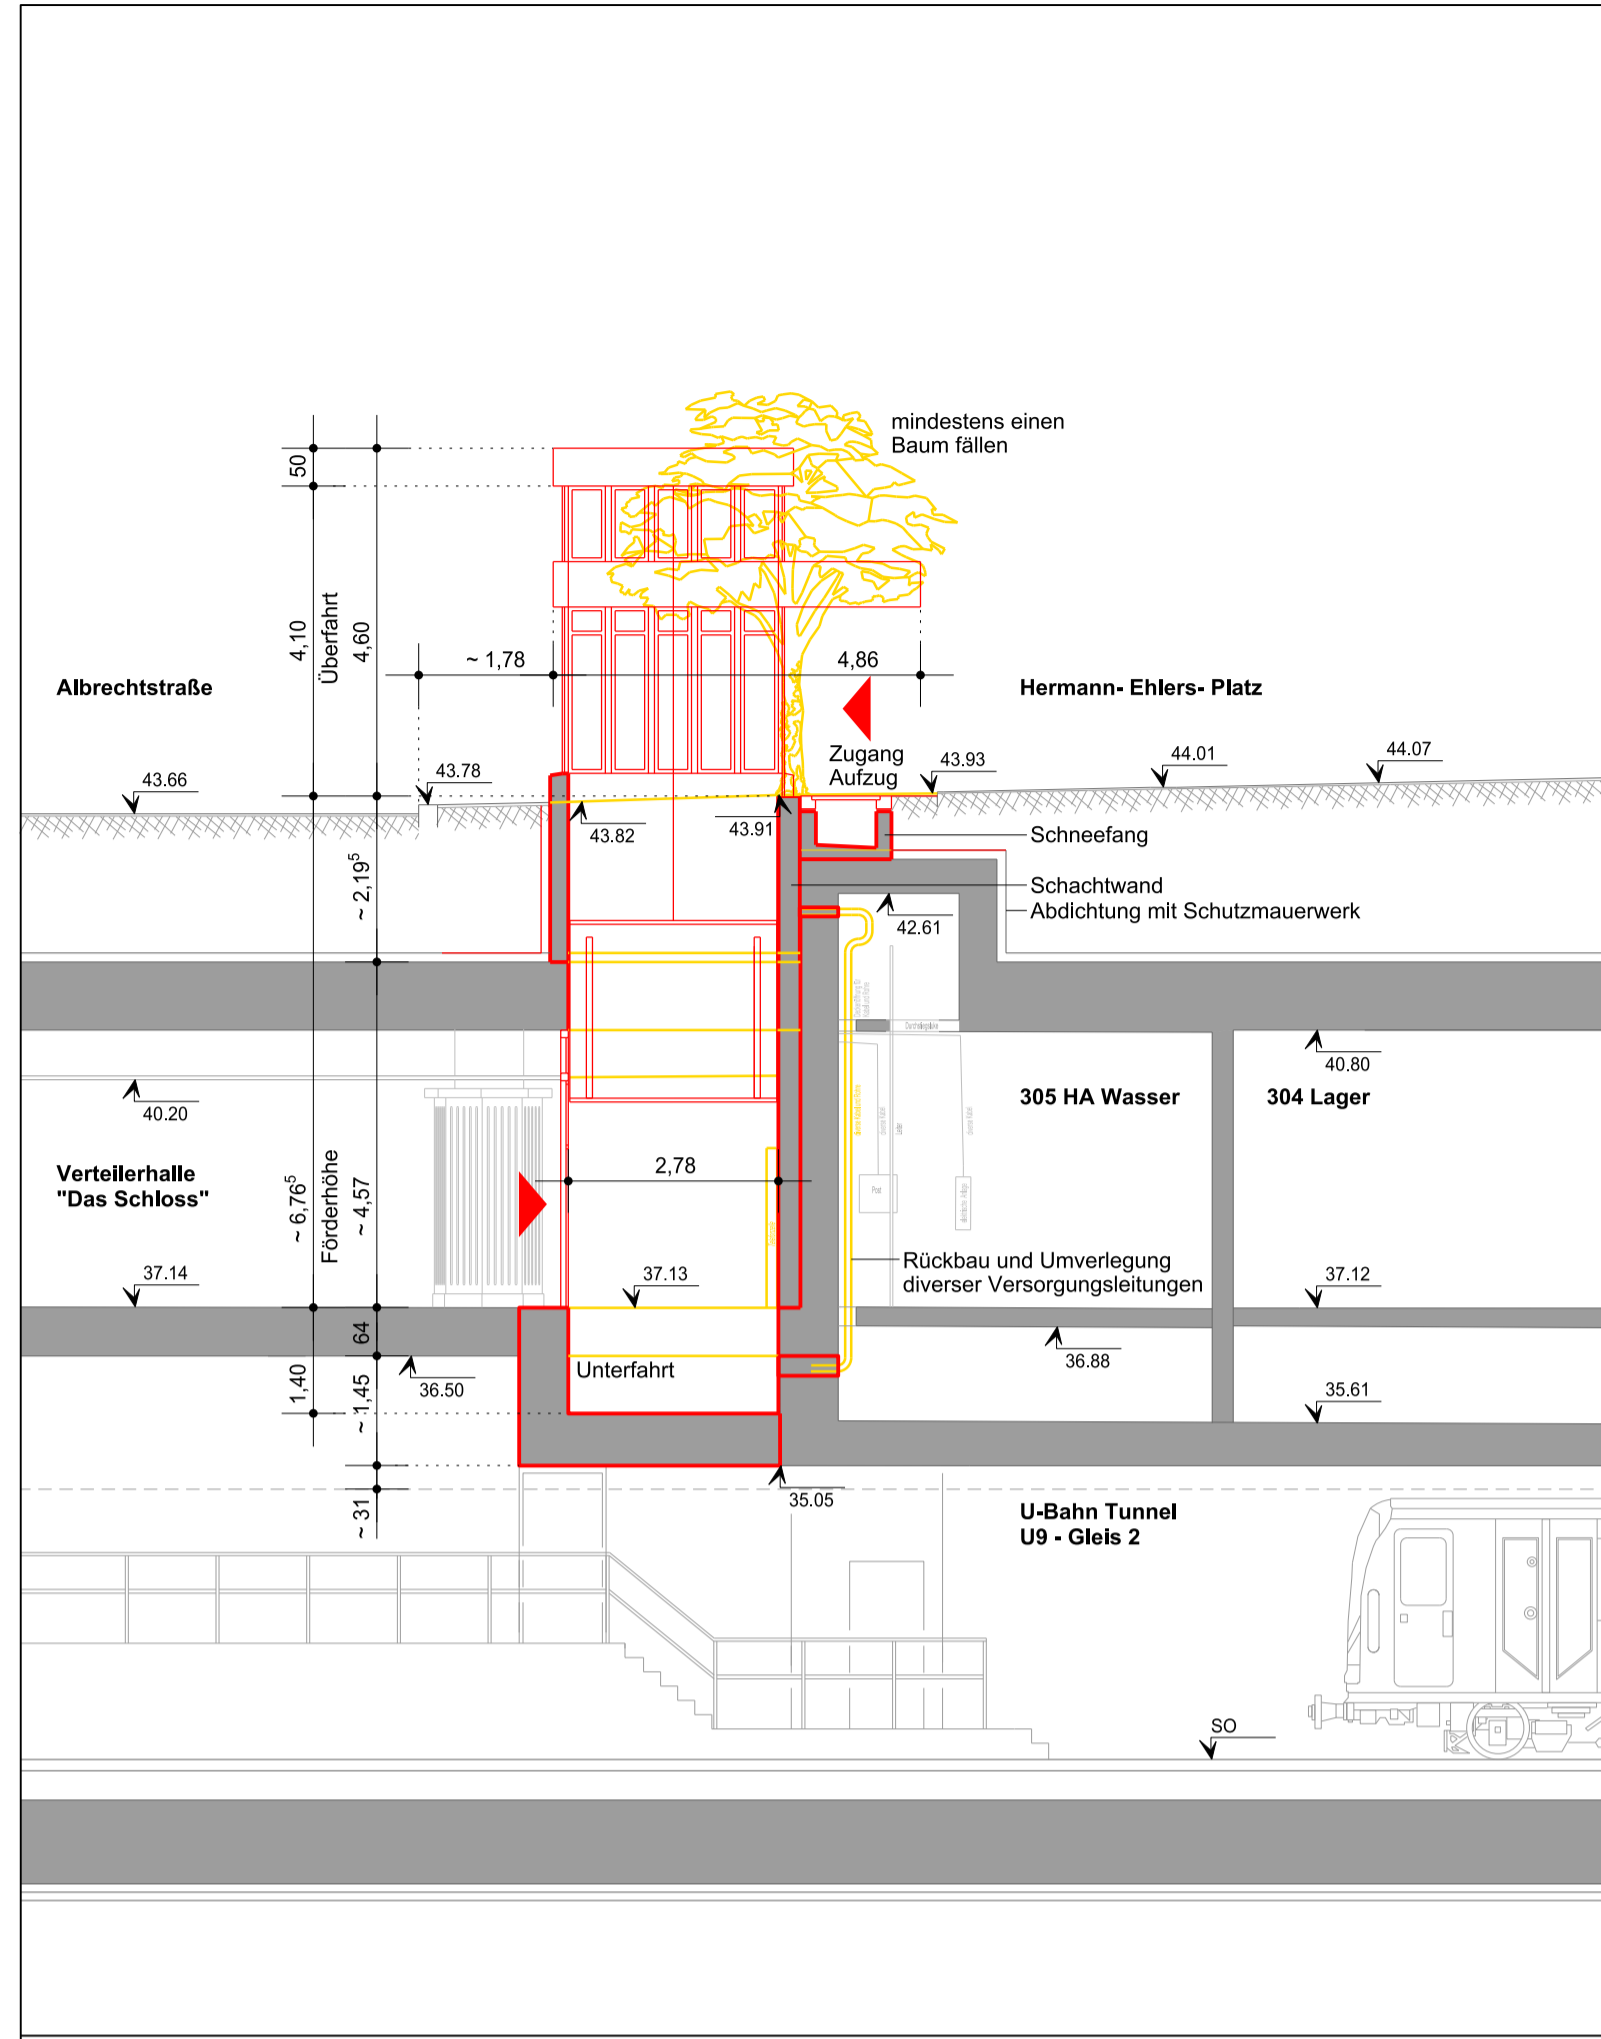 mindestens einen
Baum fällen
50
4,10
Überfahrt
4,60
~ 1,78
4,86
Albrechtstraße
Hermann- Ehlers- Platz
Zugang
Aufzug
43.66
43.78
43.93
44.01
44.07
43.82
43.91
Schneefang
~ 2,19⁵
Schachtwand
Abdichtung mit Schutzmauerwerk
42.61
40.20
40.80
305 HA Wasser
304 Lager
Verteilerhalle
"Das Schloss"
~ 6,76⁵
Förderhöhe
~ 4,57
2,78
Leiter
37.14
37.13
37.12
Rückbau und Umverlegung
diverser Versorgungsleitungen
64
1,40
~ 1,45
36.50
Unterfahrt
36.88
35.61
35.05
~ 31
U-Bahn Tunnel
U9 - Gleis 2
SO